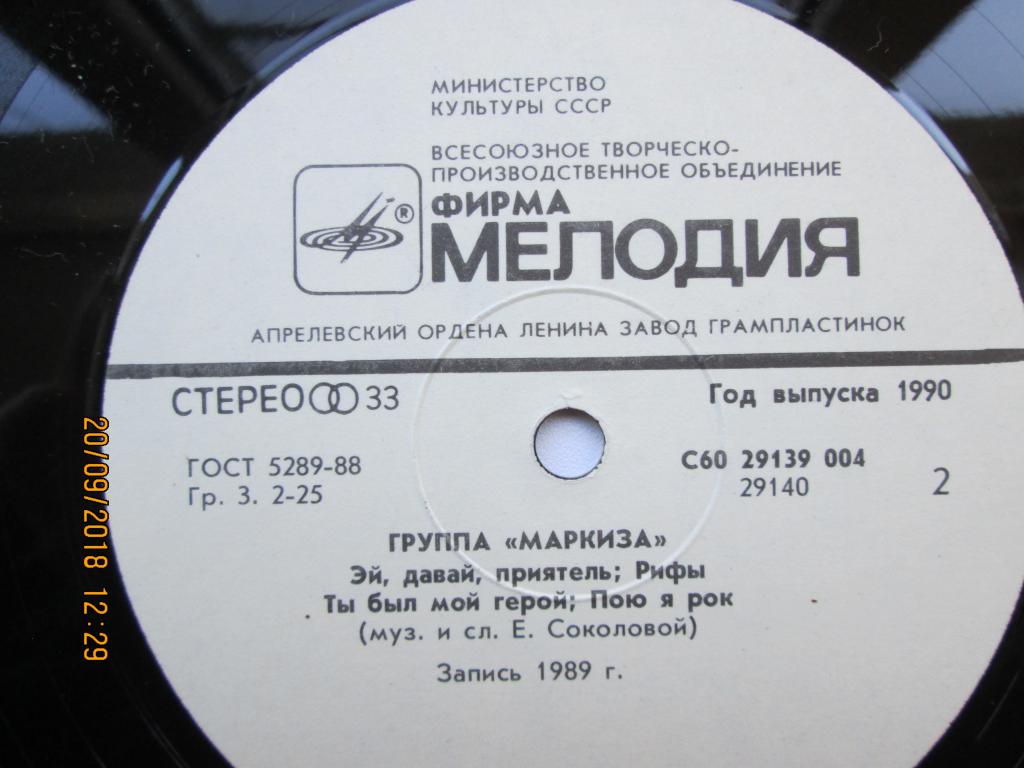 МИНИСТЕРСТВО
КУЛЬТУРЫ СССР
ВСЕСОЮЗНОЕ ТВОРЧЕСКО-
ПРОИЗВОДСТВЕННОЕ ОБЪЕДИНЕНИЕ
®
ФИРМА
МЕЛОДИЯ
АПРЕЛЕВСКИЙ ОРДЕНА ЛЕНИНА ЗАВОД ГРАМПЛАСТИНОК
СТЕРЕО 33
Год выпуска 1990
ГОСТ 5289-88
Гр. 3. 2-25
С60 29139 004
29140
2
ГРУППА «МАРКИЗА»
Эй, давай, приятель; Рифы
Ты был мой герой; Пою я рок
(муз. и сл. Е. Соколовой)
Запись 1989 г.
20/09/2018 12:29